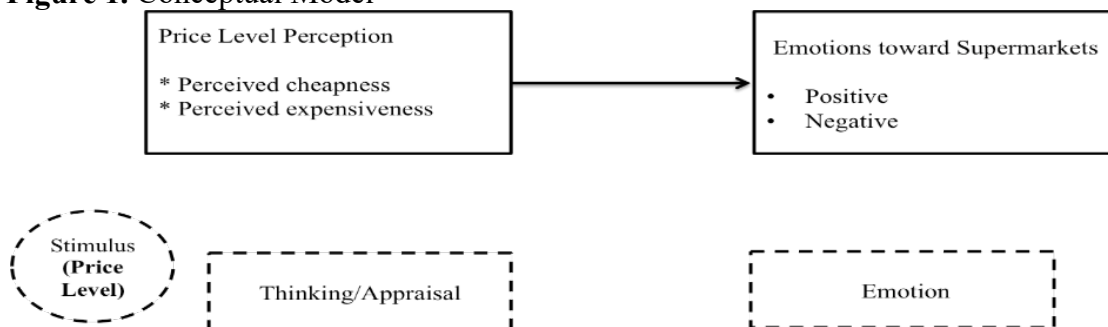 Figure 1. Conceptual Model
Price Level Perception
* Perceived cheapness
* Perceived expensiveness
Emotions toward Supermarkets
• Positive
• Negative
Stimulus
(Price
Level)
Thinking/Appraisal
Emotion